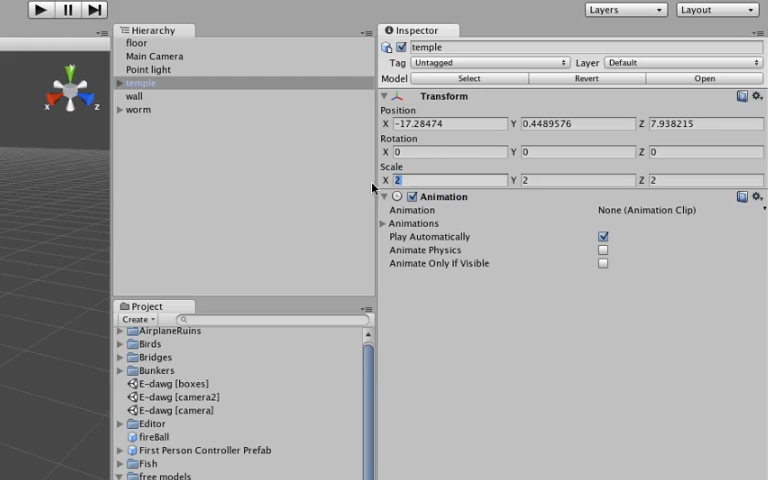 Layers Layout
Hierarchy
Inspector
floor
Main Camera
Point light
temple
wall
worm
temple
Tag Untagged Layer Default
Model Select Revert Open
Transform
Position
X -17.28474 Y 0.4489576 Z 7.938215
Rotation
X 0 Y 0 Z 0
Scale
X 2 Y 2 Z 2
Animation
Animation None (Animation Clip)
Animations
Play Automatically
Animate Physics
Animate Only If Visible
Project
Create
AirplaneRuins
Birds
Bridges
Bunkers
E-dawg [boxes]
E-dawg [camera2]
E-dawg [camera]
Editor
fireBall
First Person Controller Prefab
Fish
free models
Y
X Z